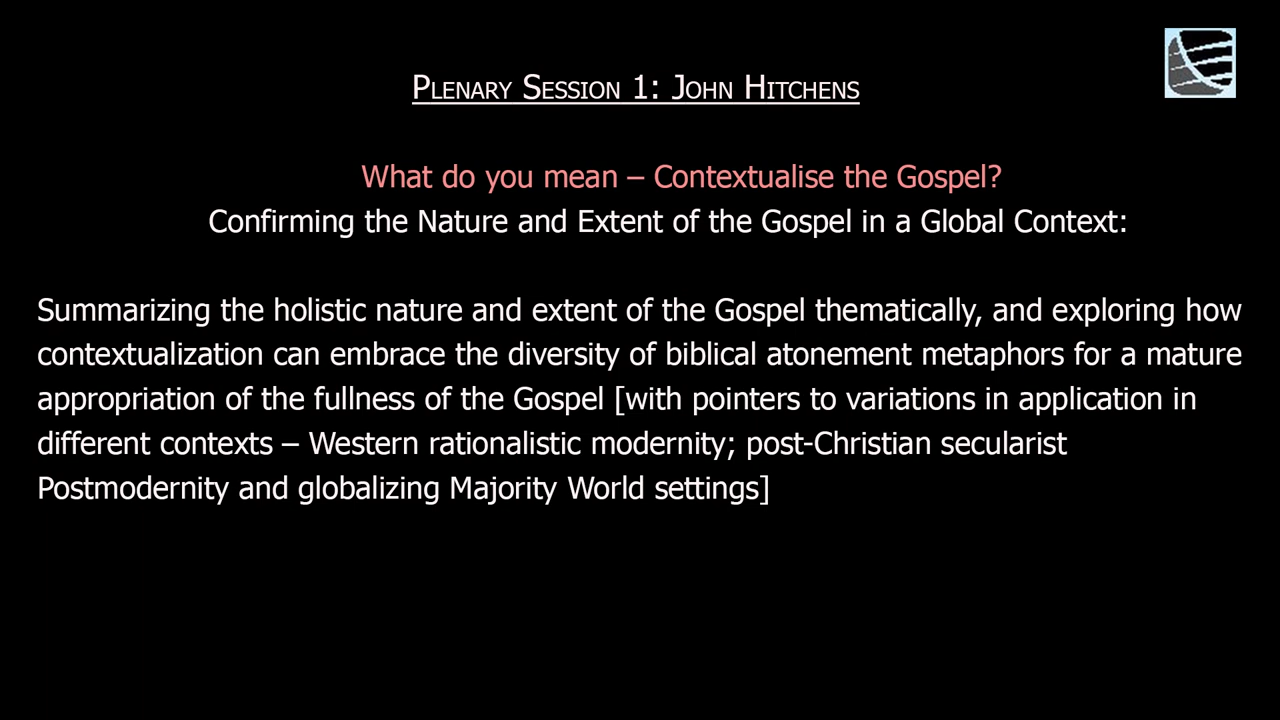 PLENARY SESSION 1: JOHN HITCHENS
What do you mean – Contextualise the Gospel?
Confirming the Nature and Extent of the Gospel in a Global Context:
Summarizing the holistic nature and extent of the Gospel thematically, and exploring how
contextualization can embrace the diversity of biblical atonement metaphors for a mature
appropriation of the fullness of the Gospel [with pointers to variations in application in
different contexts – Western rationalistic modernity; post-Christian secularist
Postmodernity and globalizing Majority World settings]